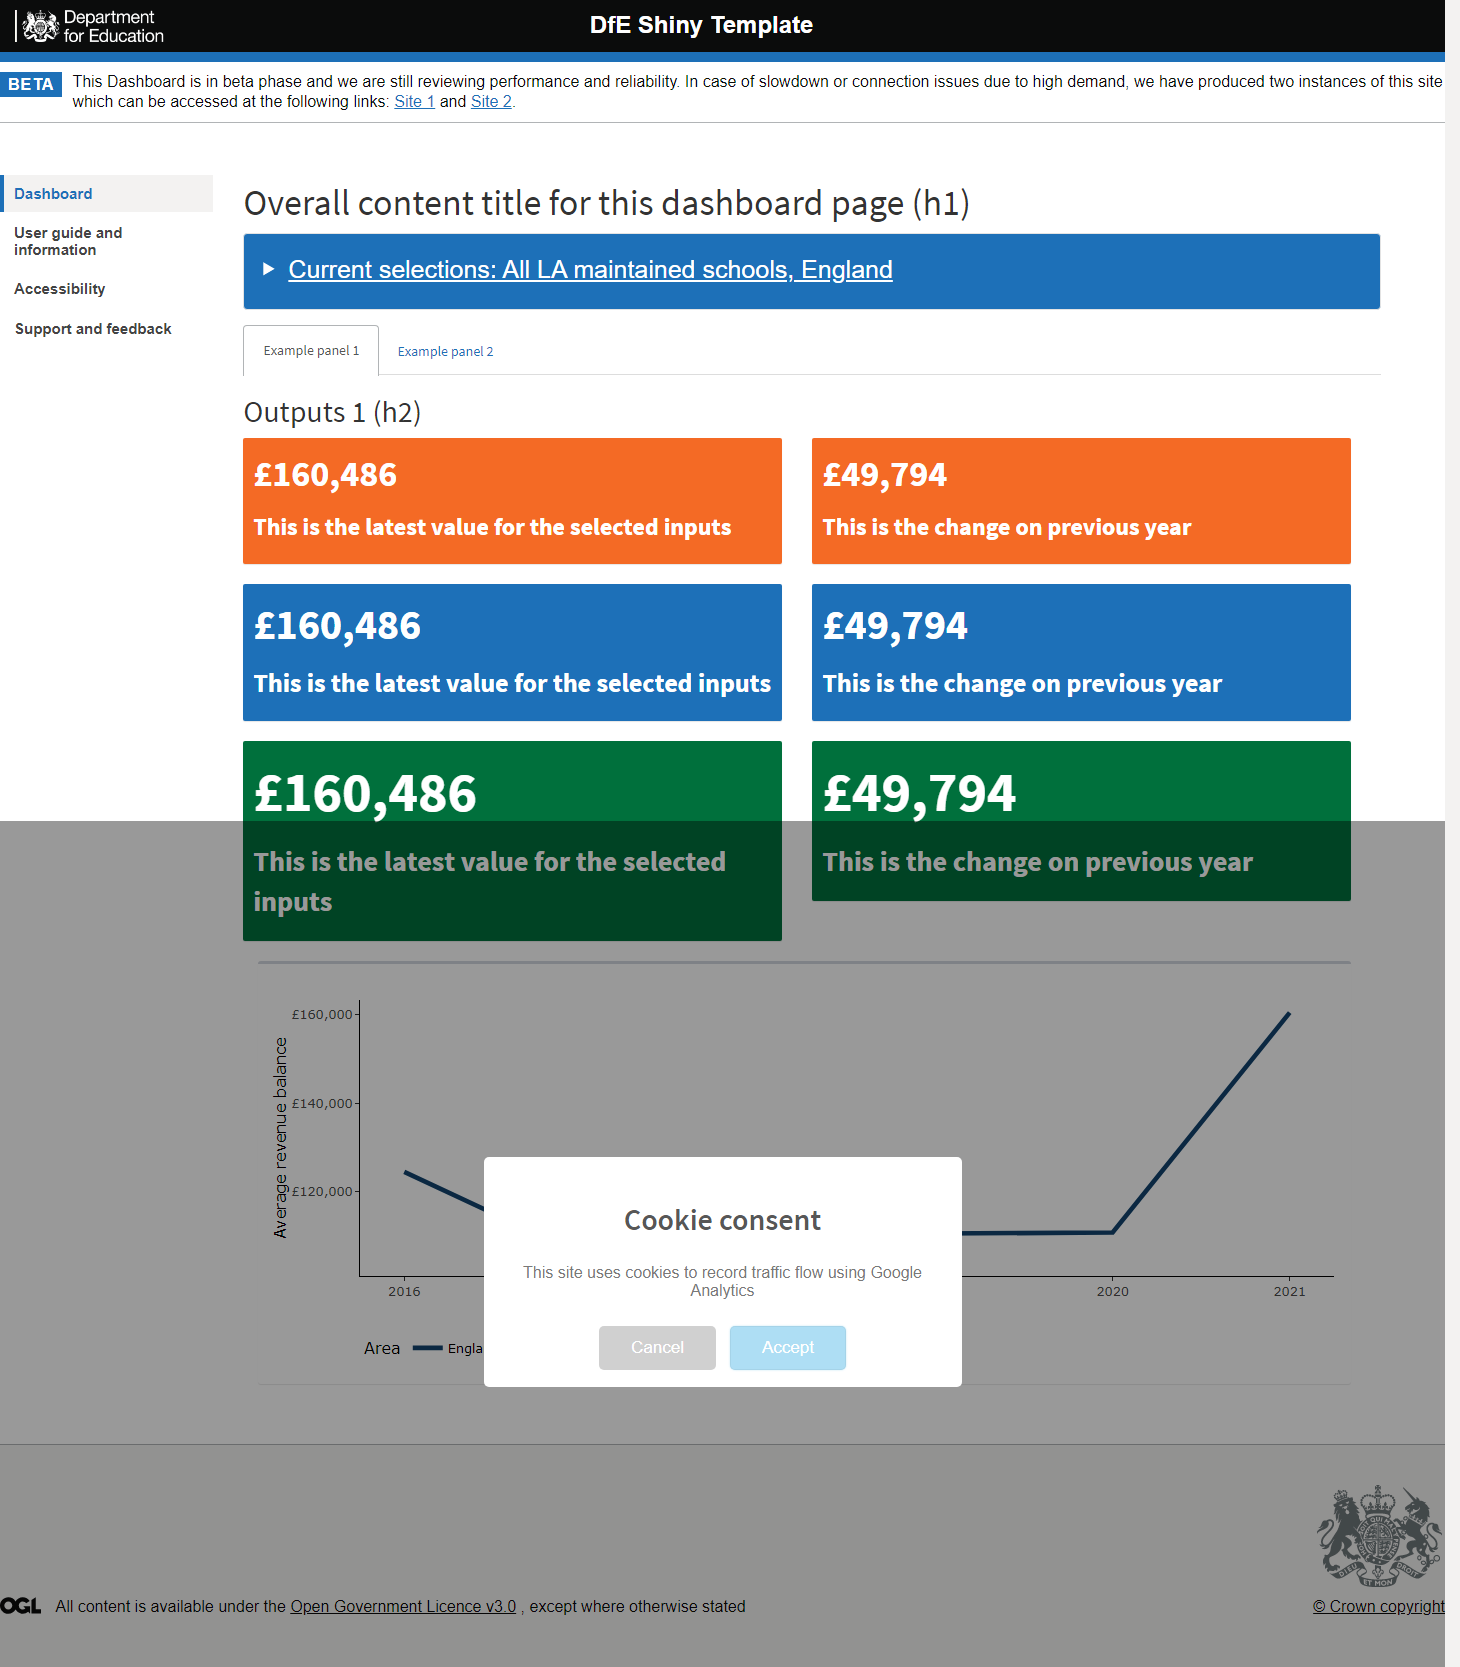 Department
for Education
DfE Shiny Template
BETA
This Dashboard is in beta phase and we are still reviewing performance and reliability. In case of slowdown or connection issues due to high demand, we have produced two instances of this site
which can be accessed at the following links: Site 1 and Site 2.
Dashboard
User guide and
information
Accessibility
Support and feedback
Overall content title for this dashboard page (h1)
Current selections: All LA maintained schools, England
Example panel 1
Example panel 2
Outputs 1 (h2)
£160,486
This is the latest value for the selected inputs
£49,794
This is the change on previous year
£160,486
This is the latest value for the selected inputs
£49,794
This is the change on previous year
£160,486
This is the latest value for the selected
inputs
£49,794
This is the change on previous year
Average revenue balance
£160,000
£140,000
£120,000
2016
2020
2021
Area
Engla
Cookie consent
This site uses cookies to record traffic flow using Google
Analytics
Cancel
Accept
DIEU ET MON DROIT
OGL
All content is available under the Open Government Licence v3.0 , except where otherwise stated
© Crown copyright